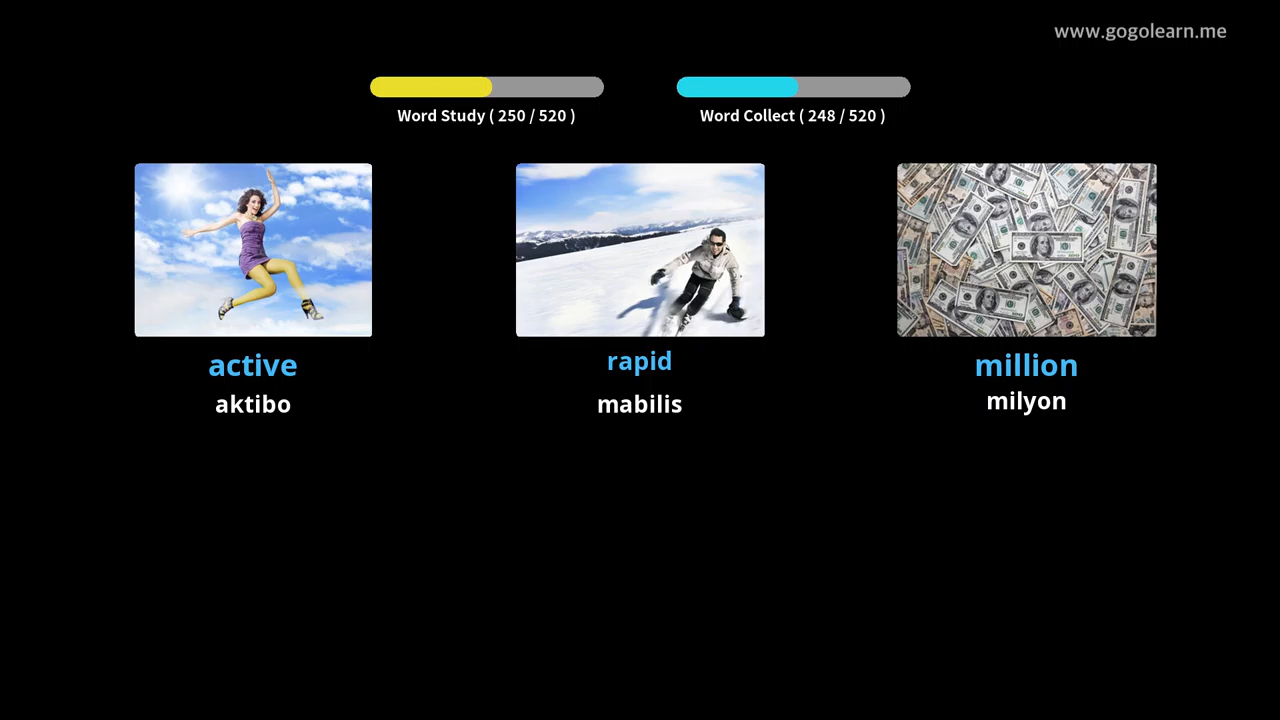 www.gogolearn.me
Word Study ( 250 / 520 )
Word Collect ( 248 / 520 )
active
aktibo
rapid
mabilis
million
milyon